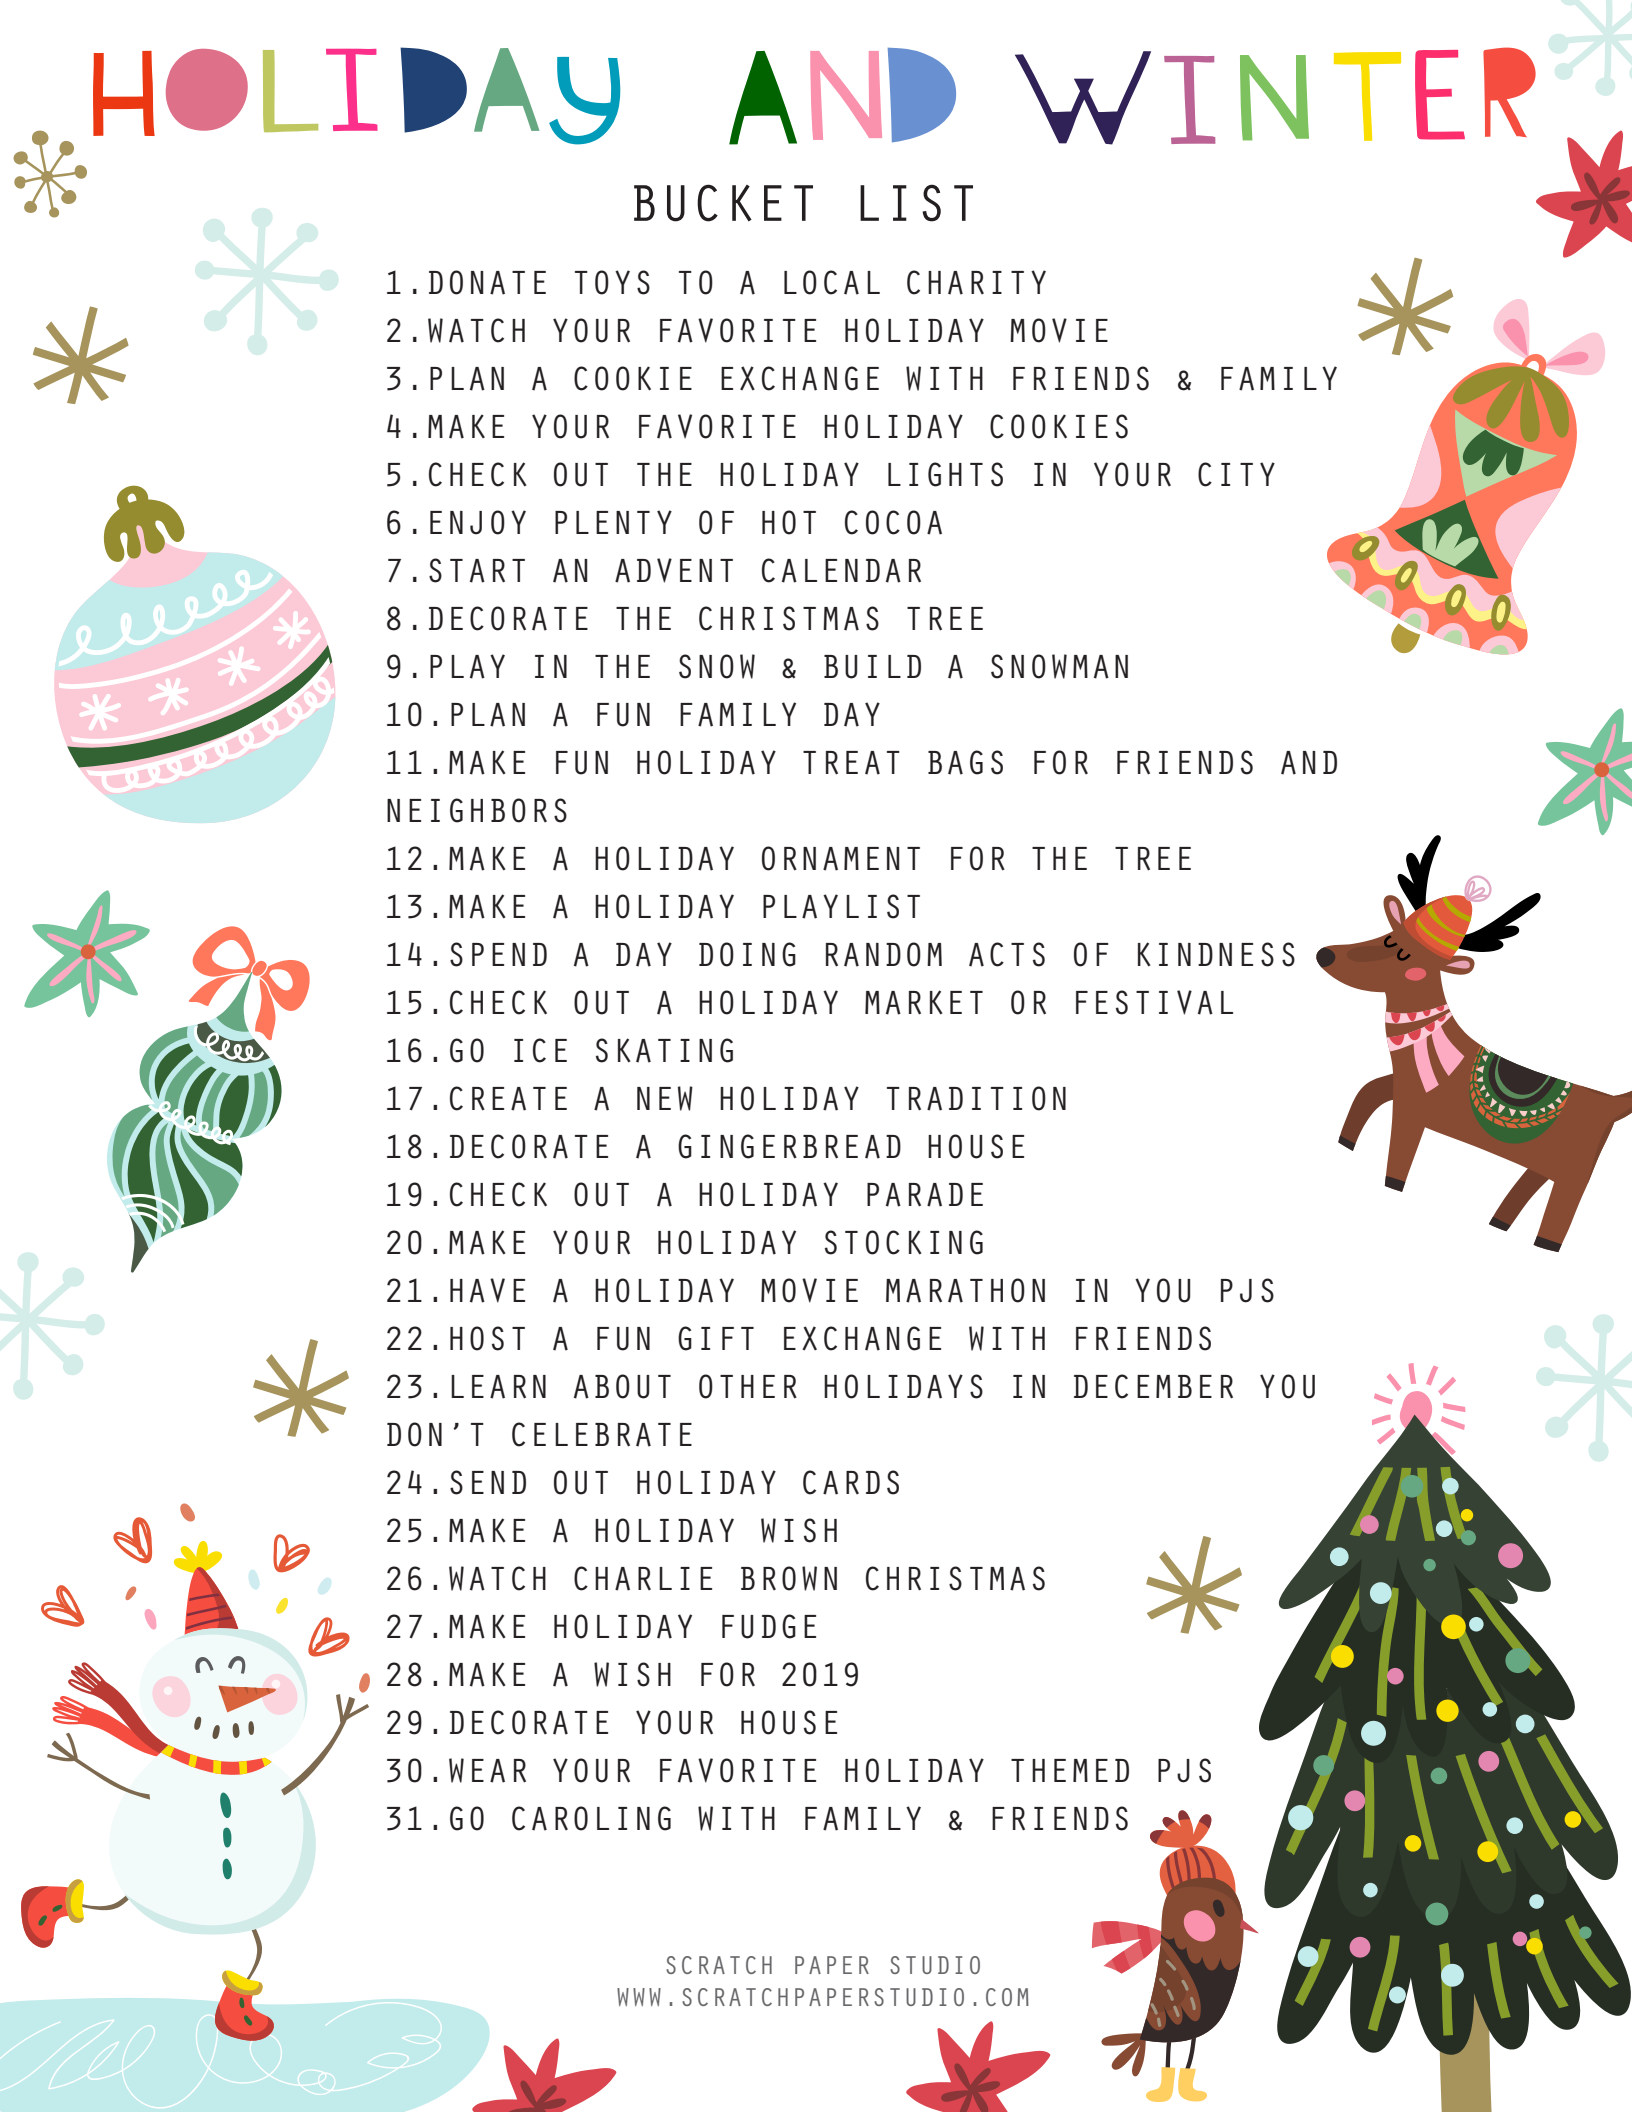 HOLIDAY AND WINTER
BUCKET LIST
1.DONATE TOYS TO A LOCAL CHARITY
2.WATCH YOUR FAVORITE HOLIDAY MOVIE
3.PLAN A COOKIE EXCHANGE WITH FRIENDS & FAMILY
4.MAKE YOUR FAVORITE HOLIDAY COOKIES
5.CHECK OUT THE HOLIDAY LIGHTS IN YOUR CITY
6.ENJOY PLENTY OF HOT COCOA
7.START AN ADVENT CALENDAR
8.DECORATE THE CHRISTMAS TREE
9.PLAY IN THE SNOW & BUILD A SNOWMAN
10.PLAN A FUN FAMILY DAY
11.MAKE FUN HOLIDAY TREAT BAGS FOR FRIENDS AND
NEIGHBORS
12.MAKE A HOLIDAY ORNAMENT FOR THE TREE
13.MAKE A HOLIDAY PLAYLIST
14.SPEND A DAY DOING RANDOM ACTS OF KINDNESS
15.CHECK OUT A HOLIDAY MARKET OR FESTIVAL
16.GO ICE SKATING
17.CREATE A NEW HOLIDAY TRADITION
18.DECORATE A GINGERBREAD HOUSE
19.CHECK OUT A HOLIDAY PARADE
20.MAKE YOUR HOLIDAY STOCKING
21.HAVE A HOLIDAY MOVIE MARATHON IN YOU PJS
22.HOST A FUN GIFT EXCHANGE WITH FRIENDS
23.LEARN ABOUT OTHER HOLIDAYS IN DECEMBER YOU
DON'T CELEBRATE
24.SEND OUT HOLIDAY CARDS
25.MAKE A HOLIDAY WISH
26.WATCH CHARLIE BROWN CHRISTMAS
27.MAKE HOLIDAY FUDGE
28.MAKE A WISH FOR 2019
29.DECORATE YOUR HOUSE
30.WEAR YOUR FAVORITE HOLIDAY THEMED PJS
31.GO CAROLING WITH FAMILY & FRIENDS
SCRATCH PAPER STUDIO
WWW.SCRATCHPAPERSTUDIO.COM